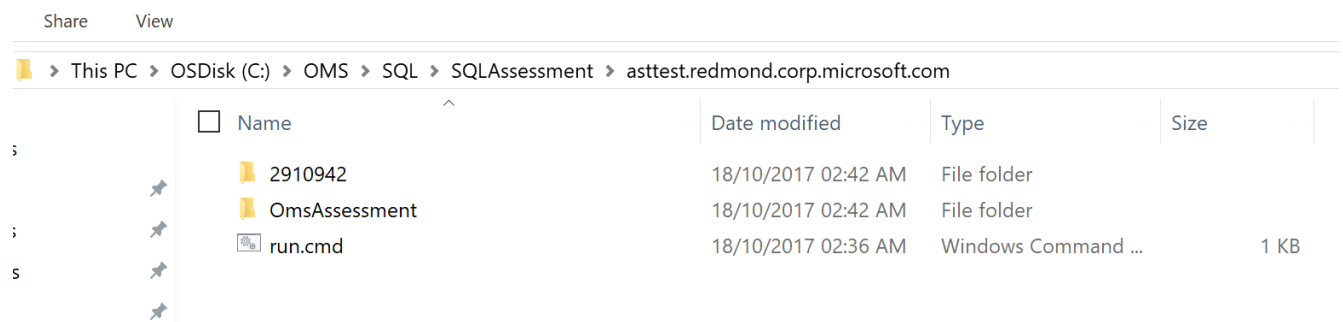 Share View
This PC > OSDisk (C:) > OMS > SQL > SQLAssessment > asttest.redmond.corp.microsoft.com
Name Date modified Type Size
2910942 18/10/2017 02:42 AM File folder
OmsAssessment 18/10/2017 02:42 AM File folder
run.cmd 18/10/2017 02:36 AM Windows Command ... 1 KB